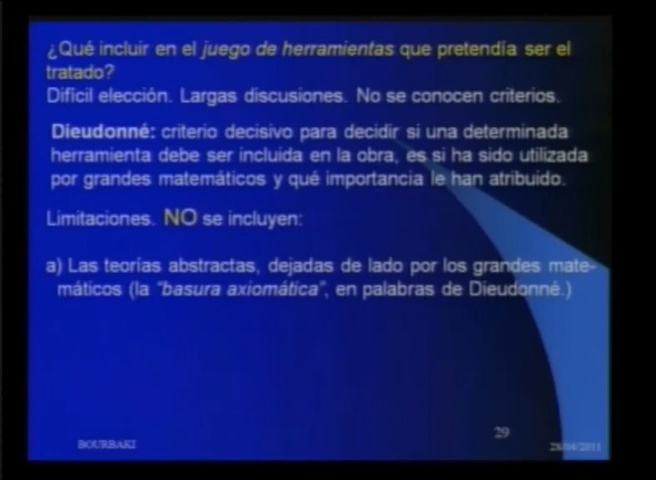 ¿Qué incluir en el juego de herramientas que pretendía ser el
tratado?
Difícil elección. Largas discusiones. No se conocen criterios.
Dieudonné: criterio decisivo para decidir si una determinada
herramienta debe ser incluida en la obra, es si ha sido utilizada
por grandes matemáticos y qué importancia le han atribuido.
Limitaciones. NO se incluyen:
a) Las teorías abstractas, dejadas de lado por los grandes mate-
máticos (la "basura axiomática", en palabras de Dieudonné.)
29
BOURBAKI
28/04/2011